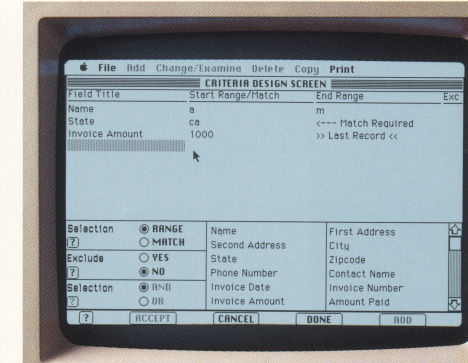 File Add Change/Examine Delete Copy Print
CRITERIA DESIGN SCREEN
Field Title Start Range/Match End Range Exc
Name a m
State ca <--- Match Required
Invoice Amount 1000 >> Last Record <<
Selection RANGE Name First Address
? MATCH Second Address City
Exclude YES State Zipcode
? NO Phone Number Contact Name
Selection AND Invoice Date Invoice Number
? OR Invoice Amount Amount Paid
? ACCEPT CANCEL DONE ADD